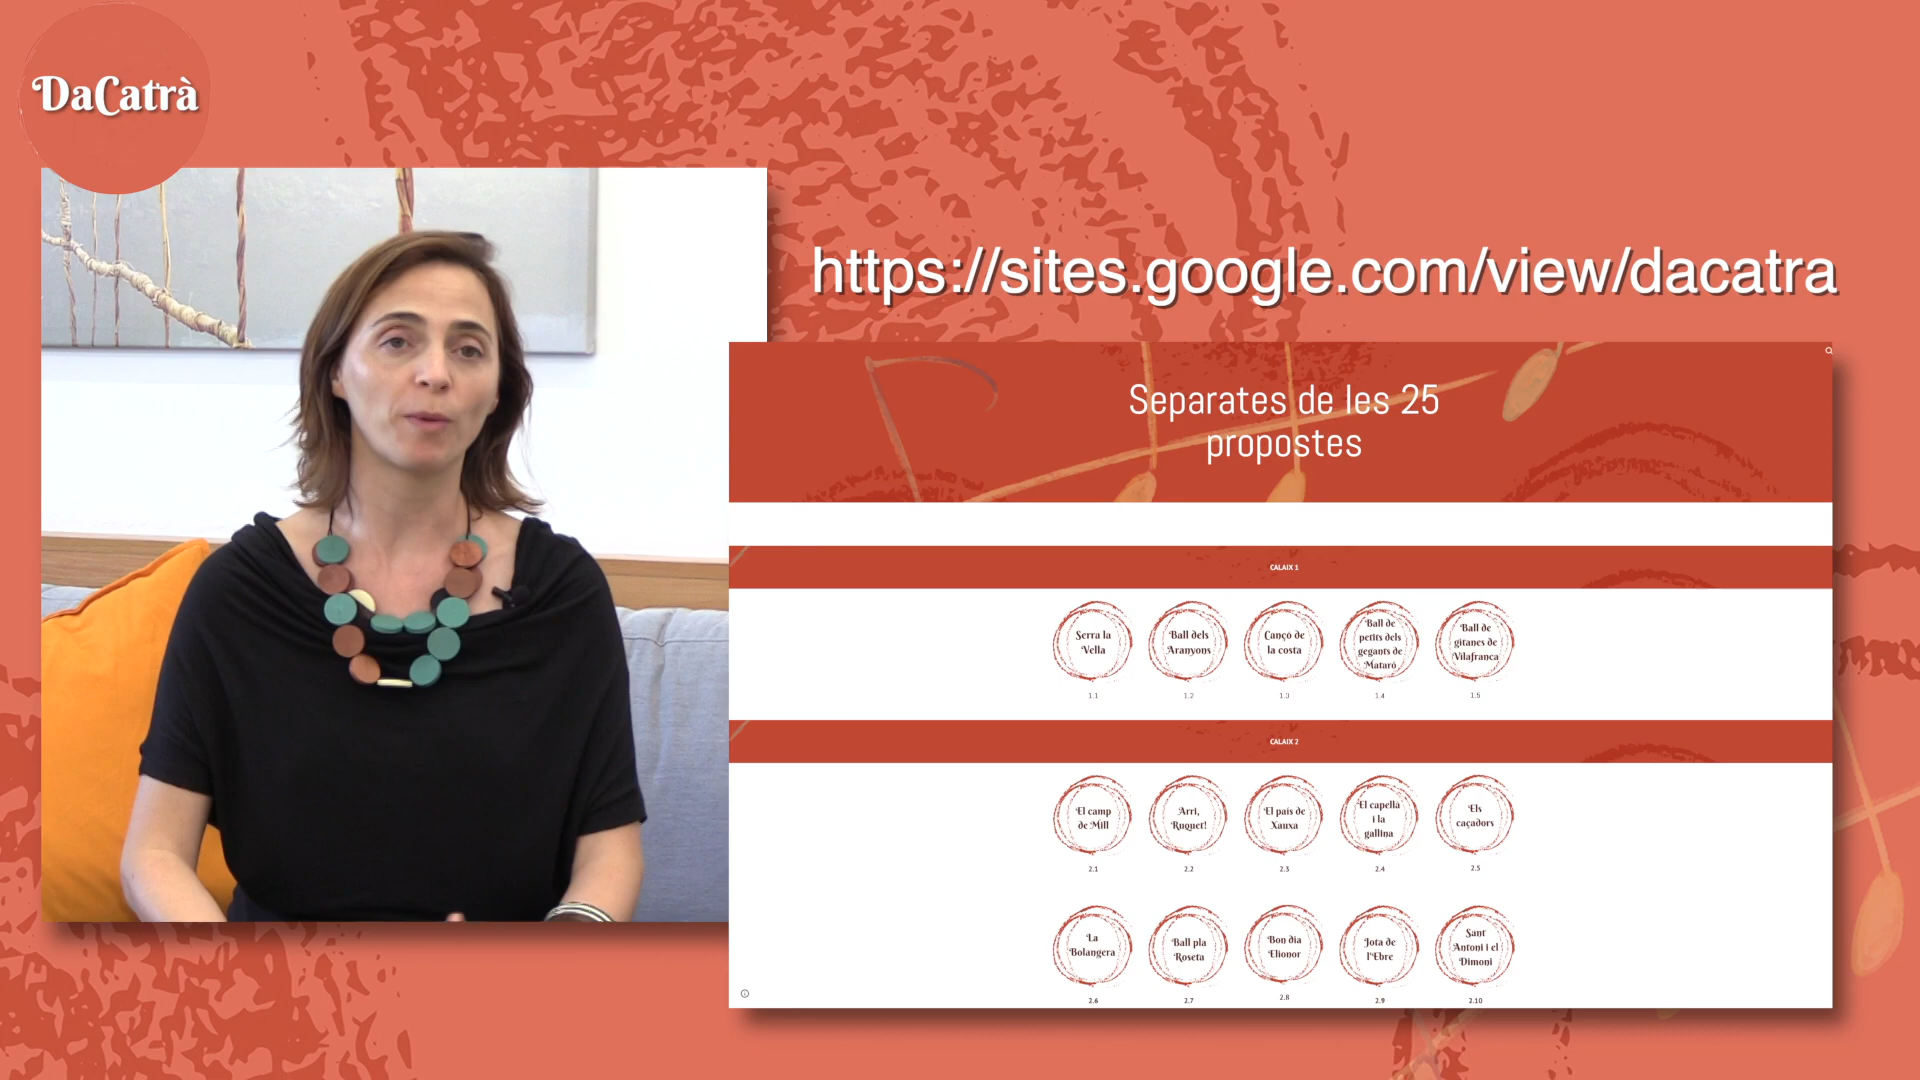 DaCatrà
https://sites.google.com/view/dacatra
Separates de les 25
propostes
CALAIX 1
Serra la
Vella
1.1
Ball dels
Aranyons
1.2
Cançó de
la costa
1.3
Ball de
petits dels
gegants de
Mataró
1.4
Ball de
gitanes de
Vilafranca
1.5
CALAIX 2
El camp
de Mill
2.1
Arri,
Ruquet!
2.2
El país de
Xauxa
2.3
El capellà
i la
gallina
2.4
Els
caçadors
2.5
La
Bolangera
2.6
Ball pla
Roseta
2.7
Bon dia
Elionor
2.8
Jota de
l'Ebre
2.9
Sant
Antoni i el
Dimoni
2.10